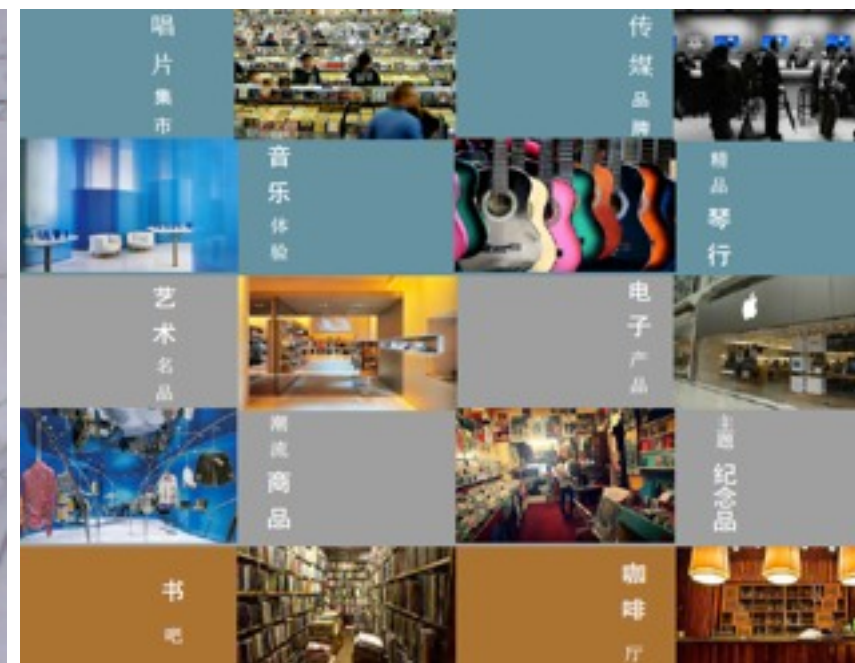 唱片集市
传媒品牌
音乐体验
精品琴行
艺术名品
电子产品
潮流商品
主题纪念品
书吧
咖啡厅